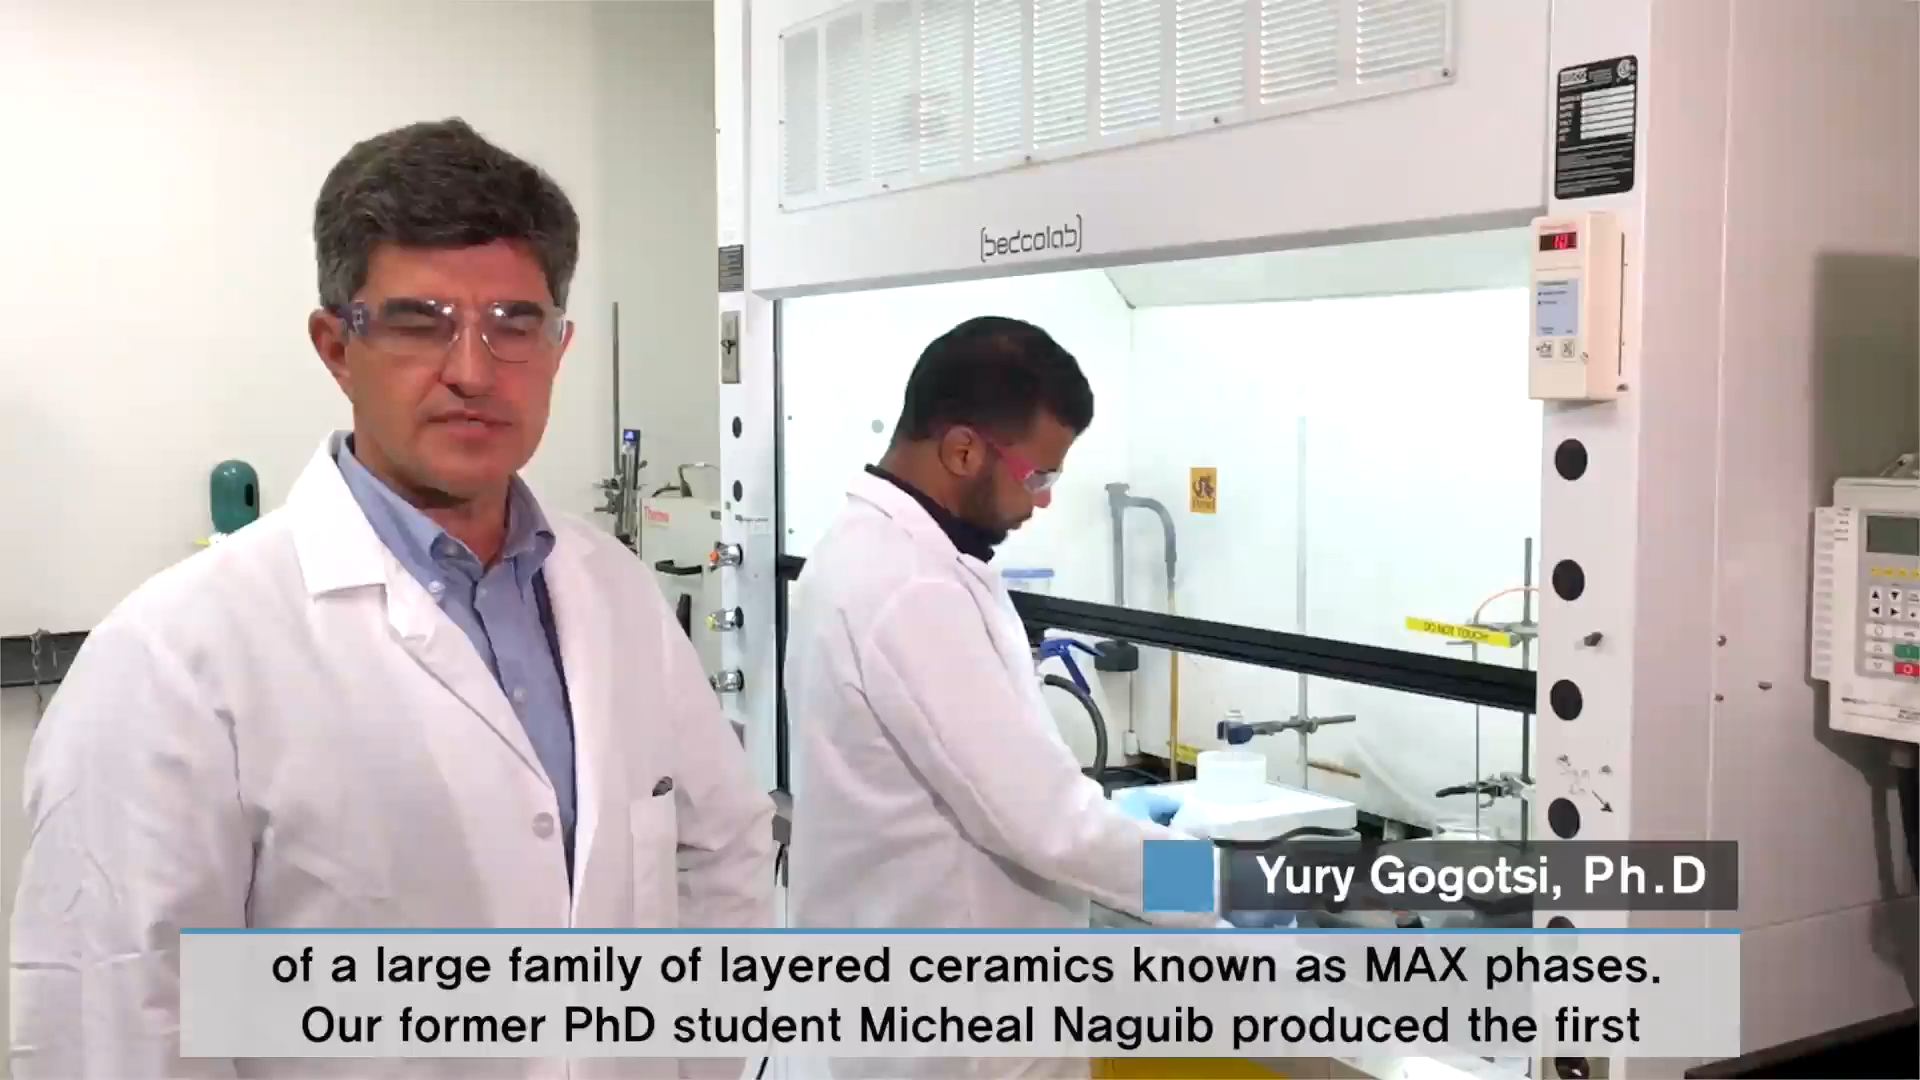 [bedcolab]
Thermo
DO NOT TOUCH!
Yury Gogotsi, Ph.D
of a large family of layered ceramics known as MAX phases.
Our former PhD student Micheal Naguib produced the first